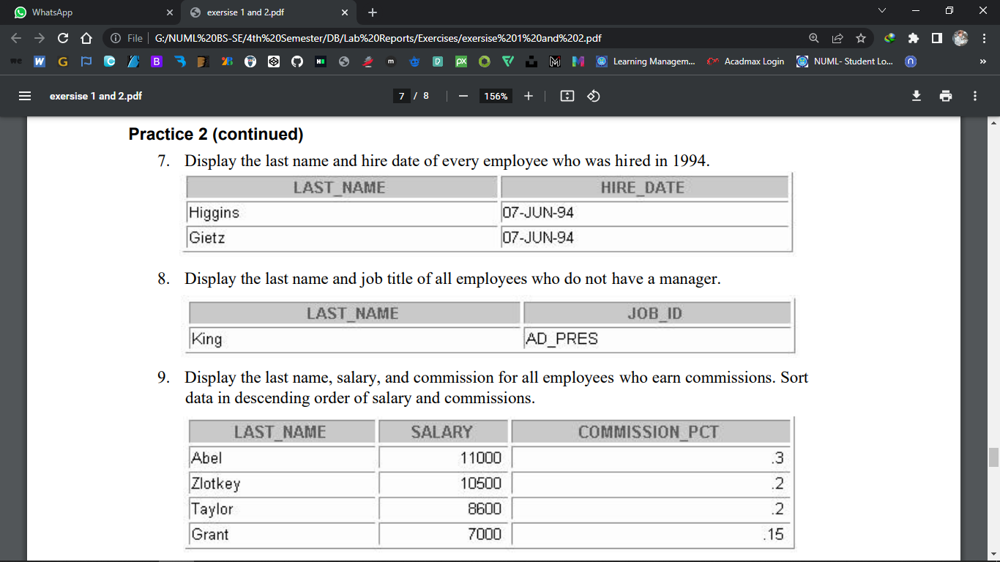 WhatsApp
exersise 1 and 2.pdf
File
G:/NUML%20BS-SE/4th%20Semester/DB/Lab%20Reports/Exercises/exersise%201%20and%202.pdf
Learning Managem...
Acadmax Login
NUML- Student Lo...
exersise 1 and 2.pdf
7 / 8
156%
Practice 2 (continued)
7. Display the last name and hire date of every employee who was hired in 1994.
LAST_NAME HIRE_DATE
Higgins 07-JUN-94
Gietz 07-JUN-94
8. Display the last name and job title of all employees who do not have a manager.
LAST_NAME JOB_ID
King AD_PRES
9. Display the last name, salary, and commission for all employees who earn commissions. Sort
data in descending order of salary and commissions.
LAST_NAME SALARY COMMISSION_PCT
Abel 11000 .3
Zlotkey 10500 .2
Taylor 8600 .2
Grant 7000 .15